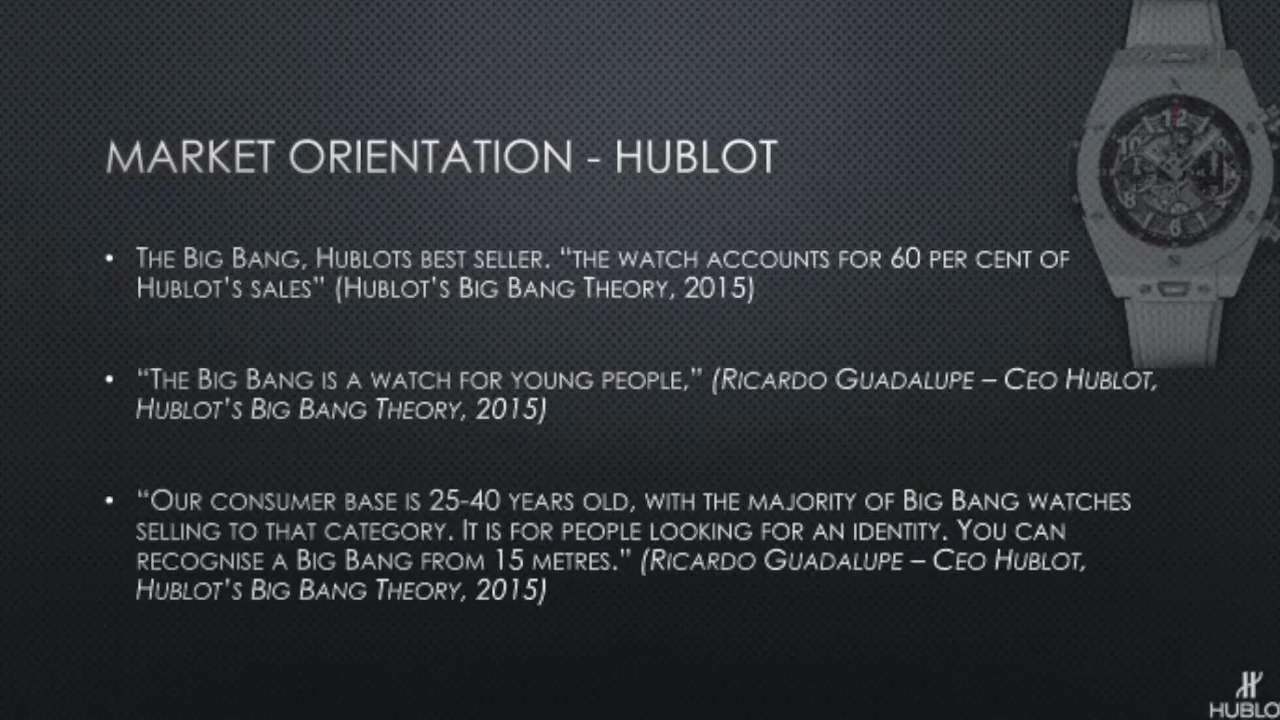 MARKET ORIENTATION - HUBLOT
• THE BIG BANG, HUBLOTS BEST SELLER. “THE WATCH ACCOUNTS FOR 60 PER CENT OF
HUBLOT’S SALES” (HUBLOT’S BIG BANG THEORY, 2015)
• “THE BIG BANG IS A WATCH FOR YOUNG PEOPLE,” (RICARDO GUADALUPE – CEO HUBLOT,
HUBLOT’S BIG BANG THEORY, 2015)
• “OUR CONSUMER BASE IS 25-40 YEARS OLD, WITH THE MAJORITY OF BIG BANG WATCHES
SELLING TO THAT CATEGORY. IT IS FOR PEOPLE LOOKING FOR AN IDENTITY. YOU CAN
RECOGNISE A BIG BANG FROM 15 METRES.” (RICARDO GUADALUPE – CEO HUBLOT,
HUBLOT’S BIG BANG THEORY, 2015)
HUBLO